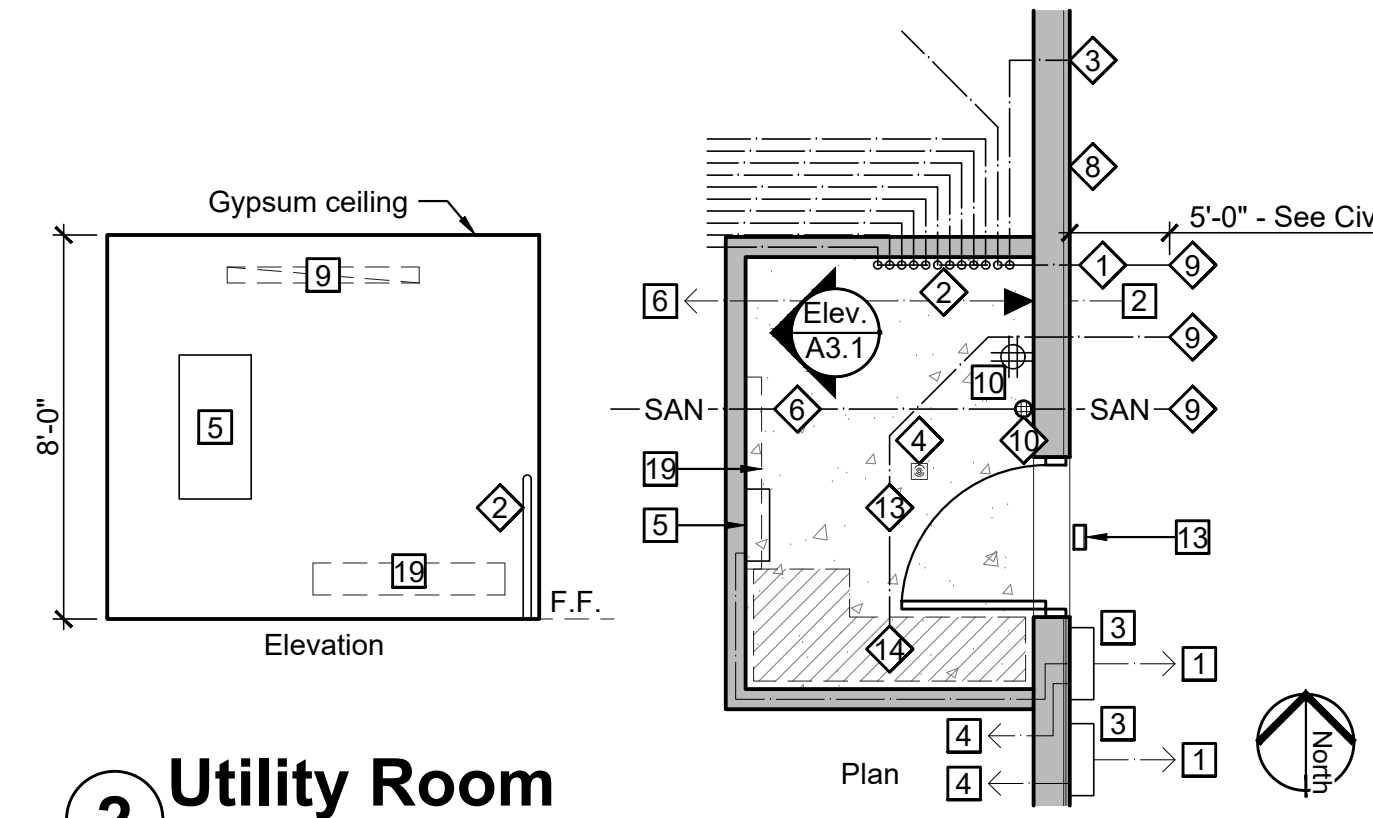 Gypsum ceiling
9
5
8'-0"
2
19
F.F.
Elevation
3
8
5'-0" - See Civ
1
9
2
6
2
Elev.
A3.1
9
10
SAN
6
SAN
9
10
4
19
13
5
13
14
3
1
4
3
1
4
Plan
North
2
Utility Room